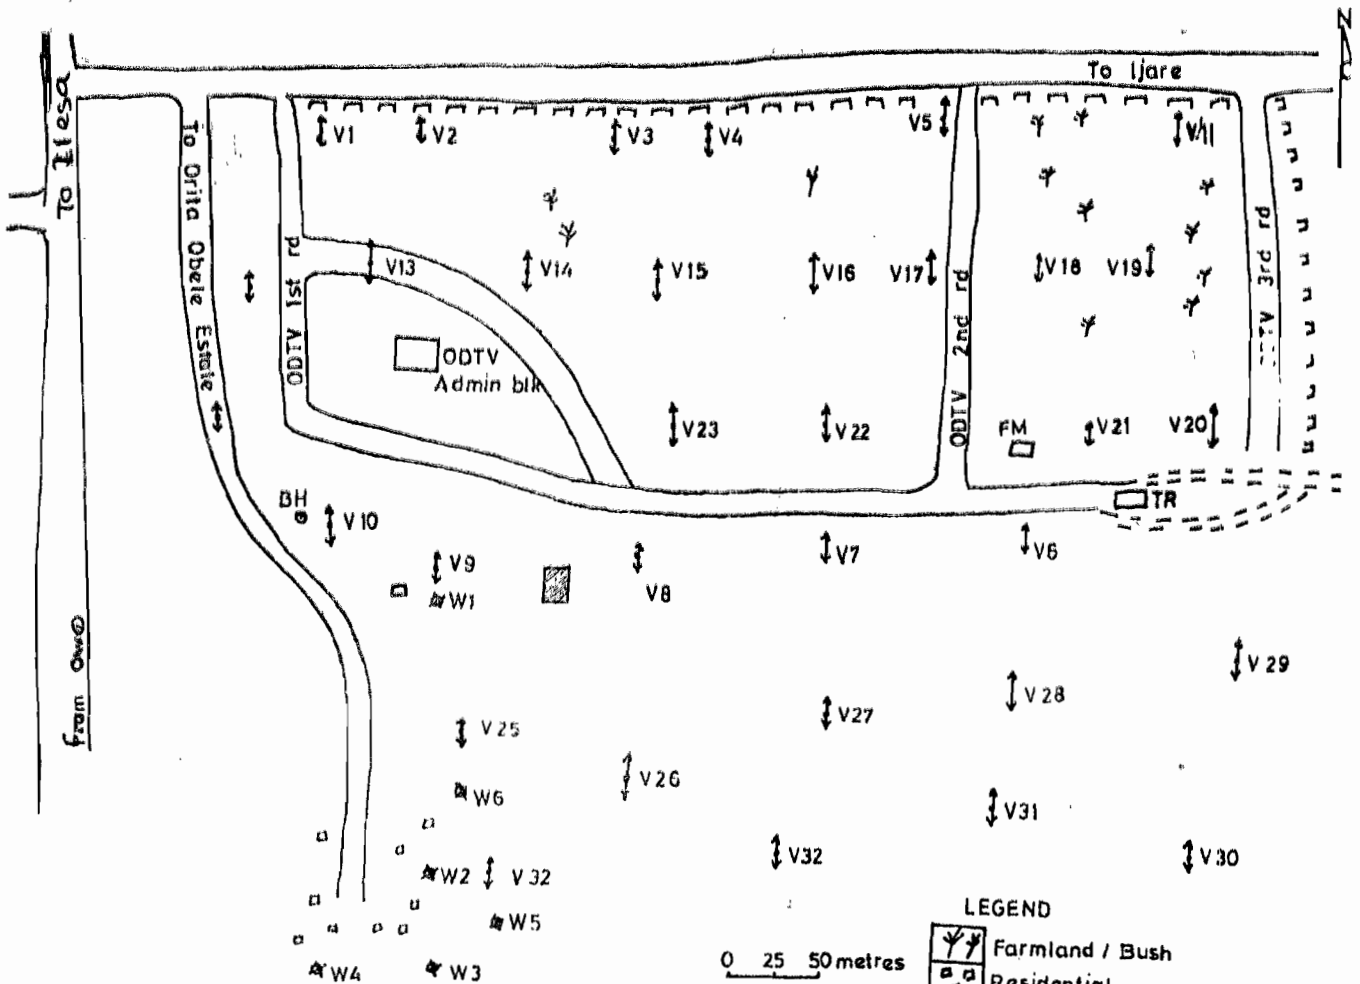 N
To Ijare
To Ilesa
V1
V2
V3
V4
V5
V11
To Orita Obele Estate
ODTV 1st rd
V13
V14
V15
V16
V17
V18
V19
ODTV 2nd rd
3rd rd
ODTV
Admin blk
V23
V22
FM
V21
V20
BH
V10
TR
V9
W1
V8
V7
V6
From Owo
V29
V28
V27
V25
V26
W6
V31
V32
V30
W2
V32
W5
W4
W3
LEGEND
Farmland / Bush
Residential
0 25 50 metres